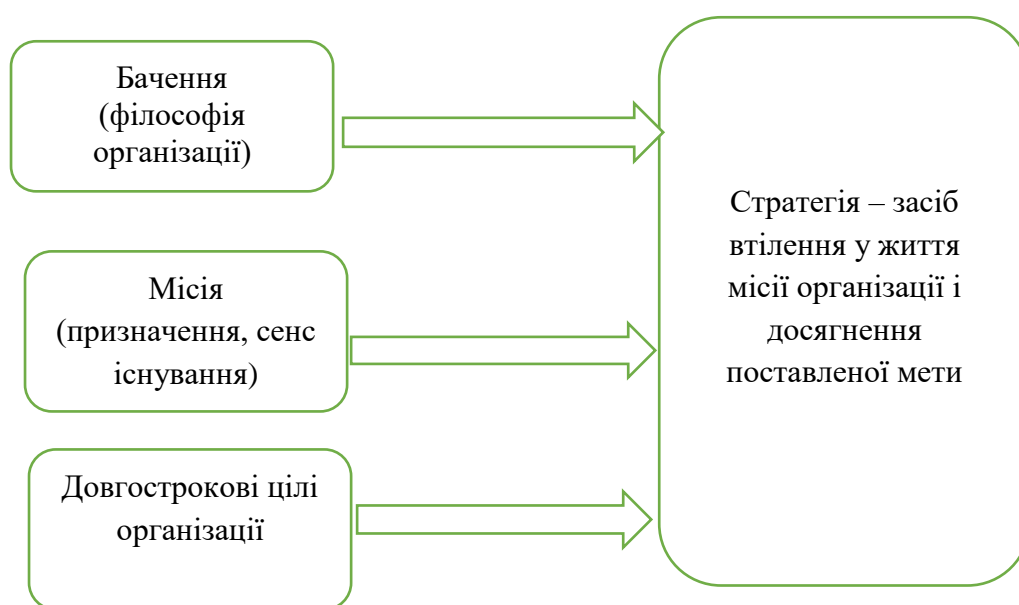 Бачення
(філософія
організації)
Місія
(призначення, сенс
існування)
Довгострокові цілі
організації
Стратегія – засіб
втілення у життя
місії організації і
досягнення
поставленої мети